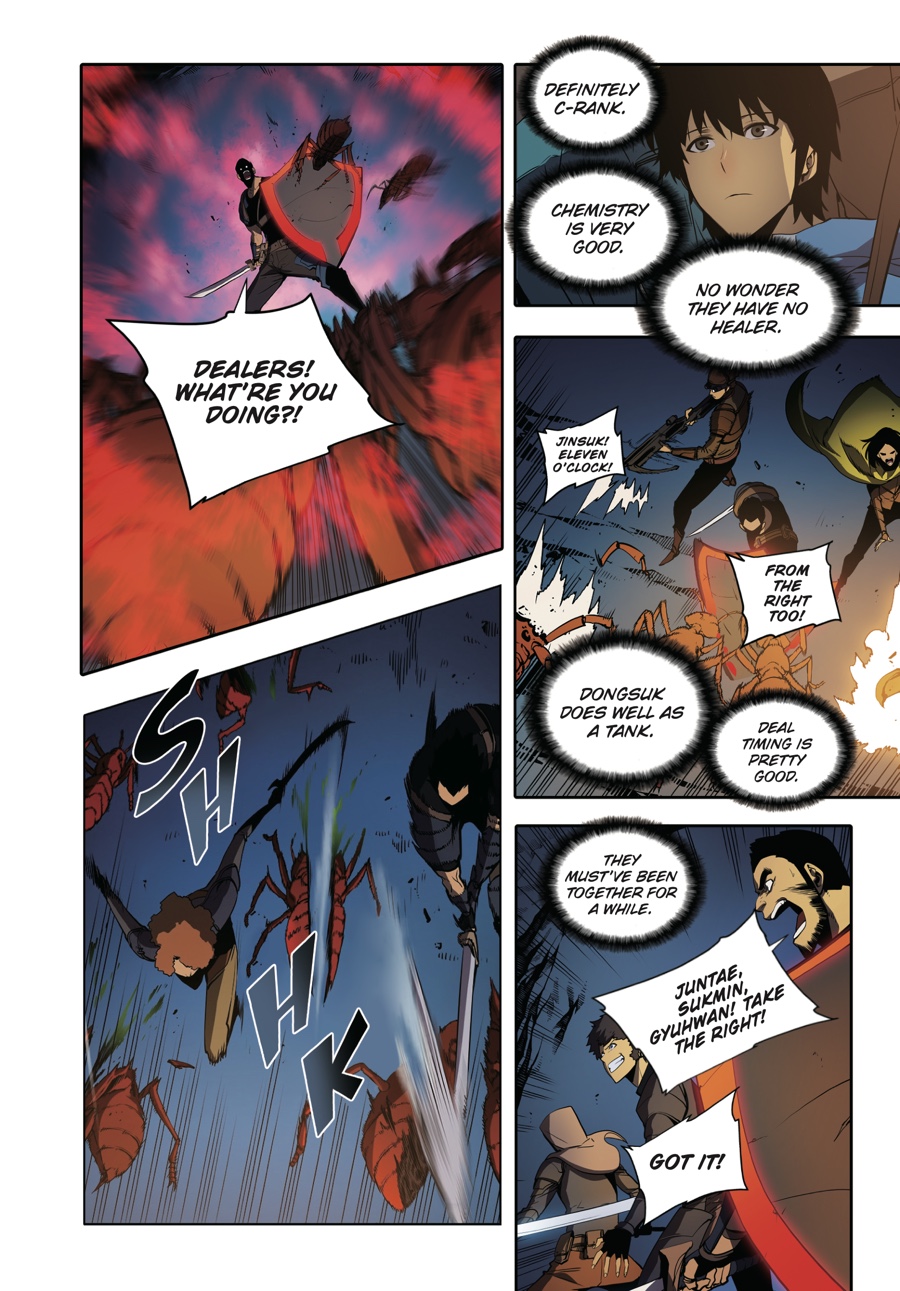 DEALERS!
WHAT'RE YOU
DOING?!
SHHK
DEFINITELY
C-RANK.
CHEMISTRY
IS VERY
GOOD.
NO WONDER
THEY HAVE NO
HEALER.
JINSUK!
ELEVEN
O'CLOCK!
FROM
THE
RIGHT
TOO!
DONGSUK
DOES WELL AS
A TANK.
DEAL
TIMING IS
PRETTY
GOOD.
THEY
MUST'VE BEEN
TOGETHER FOR
A WHILE.
JUNTAE,
SUKMIN,
GYUHWAN! TAKE
THE RIGHT!
GOT IT!